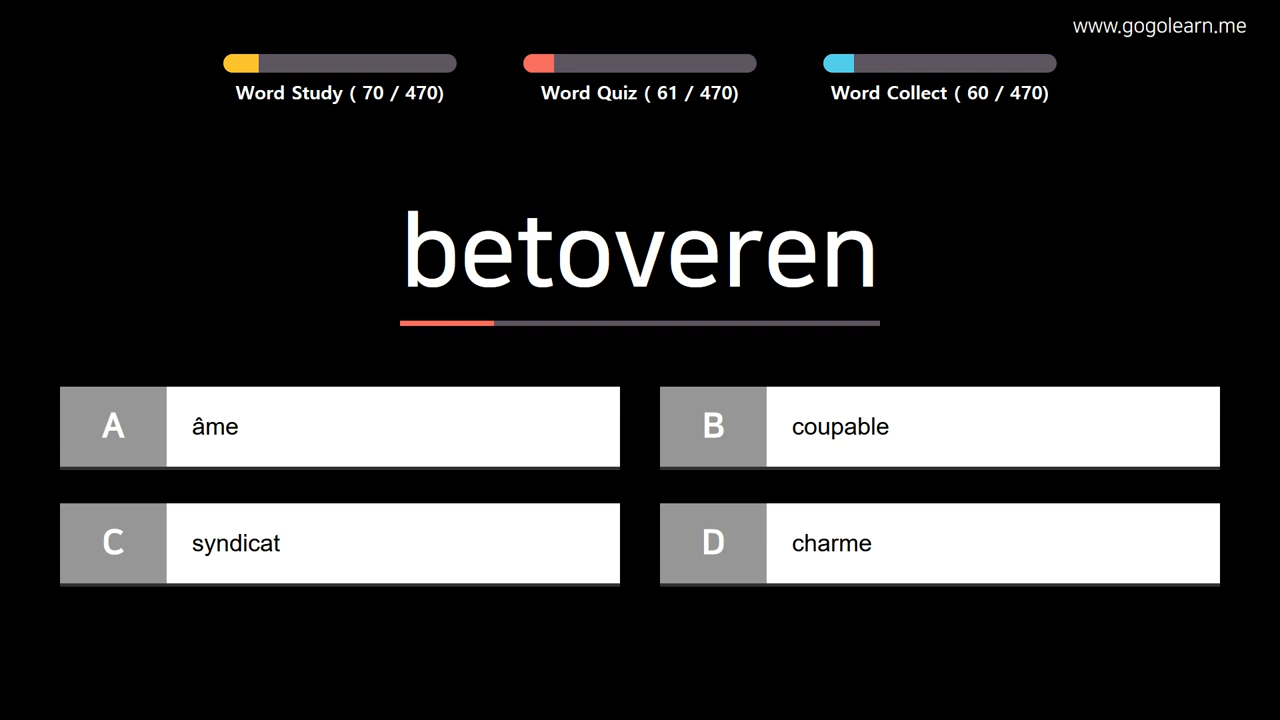 www.gogolearn.me
Word Study ( 70 / 470)
Word Quiz ( 61 / 470)
Word Collect ( 60 / 470)
betoveren
A âme
B coupable
C syndicat
D charme